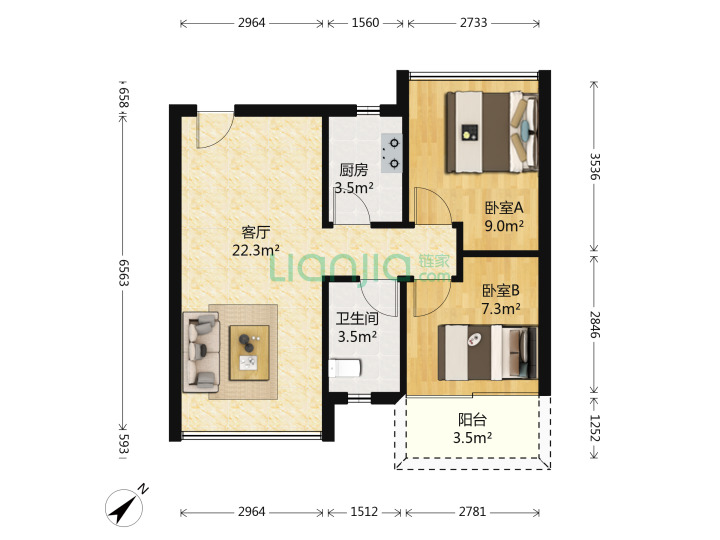 2964 1560 2733
658
6563
593
3536
2846
1252
厨房
3.5m²
卧室A
9.0m²
客厅
22.3m²
Lianjia 链家
.com
卧室B
7.3m²
卫生间
3.5m²
阳台
3.5m²
N
2964 1512 2781